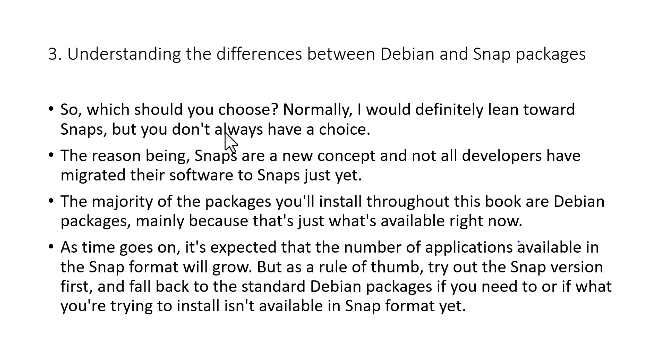 3. Understanding the differences between Debian and Snap packages
• So, which should you choose? Normally, I would definitely lean toward
Snaps, but you don't always have a choice.
• The reason being, Snaps are a new concept and not all developers have
migrated their software to Snaps just yet.
• The majority of the packages you'll install throughout this book are Debian
packages, mainly because that's just what's available right now.
• As time goes on, it's expected that the number of applications available in
the Snap format will grow. But as a rule of thumb, try out the Snap version
first, and fall back to the standard Debian packages if you need to or if what
you're trying to install isn't available in Snap format yet.